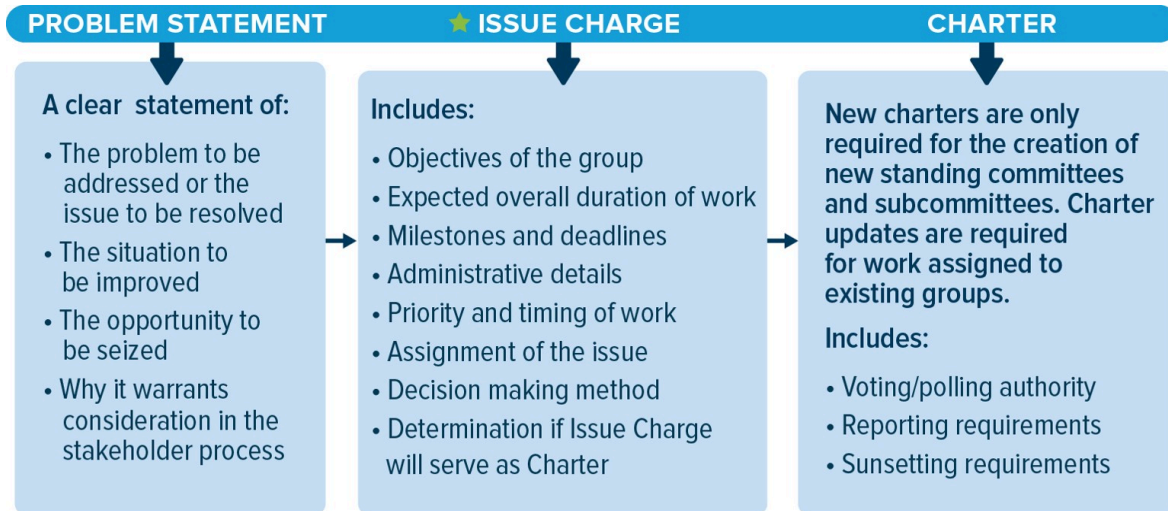 PROBLEM STATEMENT
ISSUE CHARGE
CHARTER
A clear statement of:
• The problem to be
addressed or the
issue to be resolved
• The situation to
be improved
• The opportunity to
be seized
• Why it warrants
consideration in the
stakeholder process
Includes:
• Objectives of the group
• Expected overall duration of work
• Milestones and deadlines
• Administrative details
• Priority and timing of work
• Assignment of the issue
• Decision making method
• Determination if Issue Charge
will serve as Charter
New charters are only
required for the creation of
new standing committees
and subcommittees. Charter
updates are required
for work assigned to
existing groups.
Includes:
• Voting/polling authority
• Reporting requirements
• Sunsetting requirements